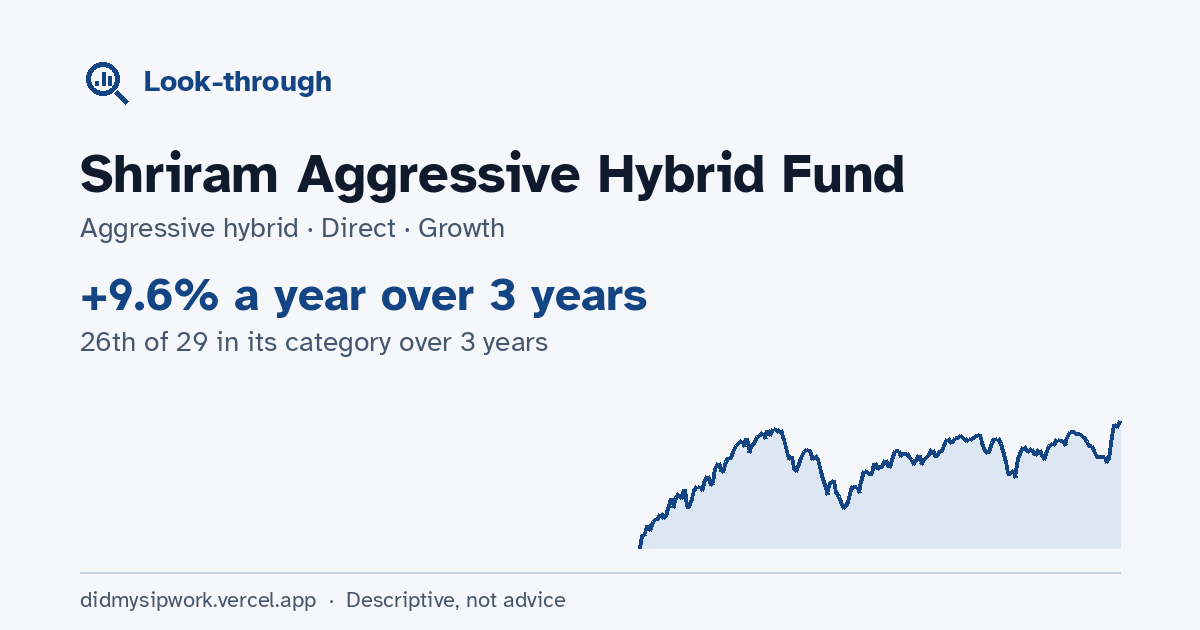 Look-through
Shriram Aggressive Hybrid Fund
Aggressive hybrid · Direct · Growth
+9.6% a year over 3 years
26th of 29 in its category over 3 years
didmysipwork.vercel.app · Descriptive, not advice